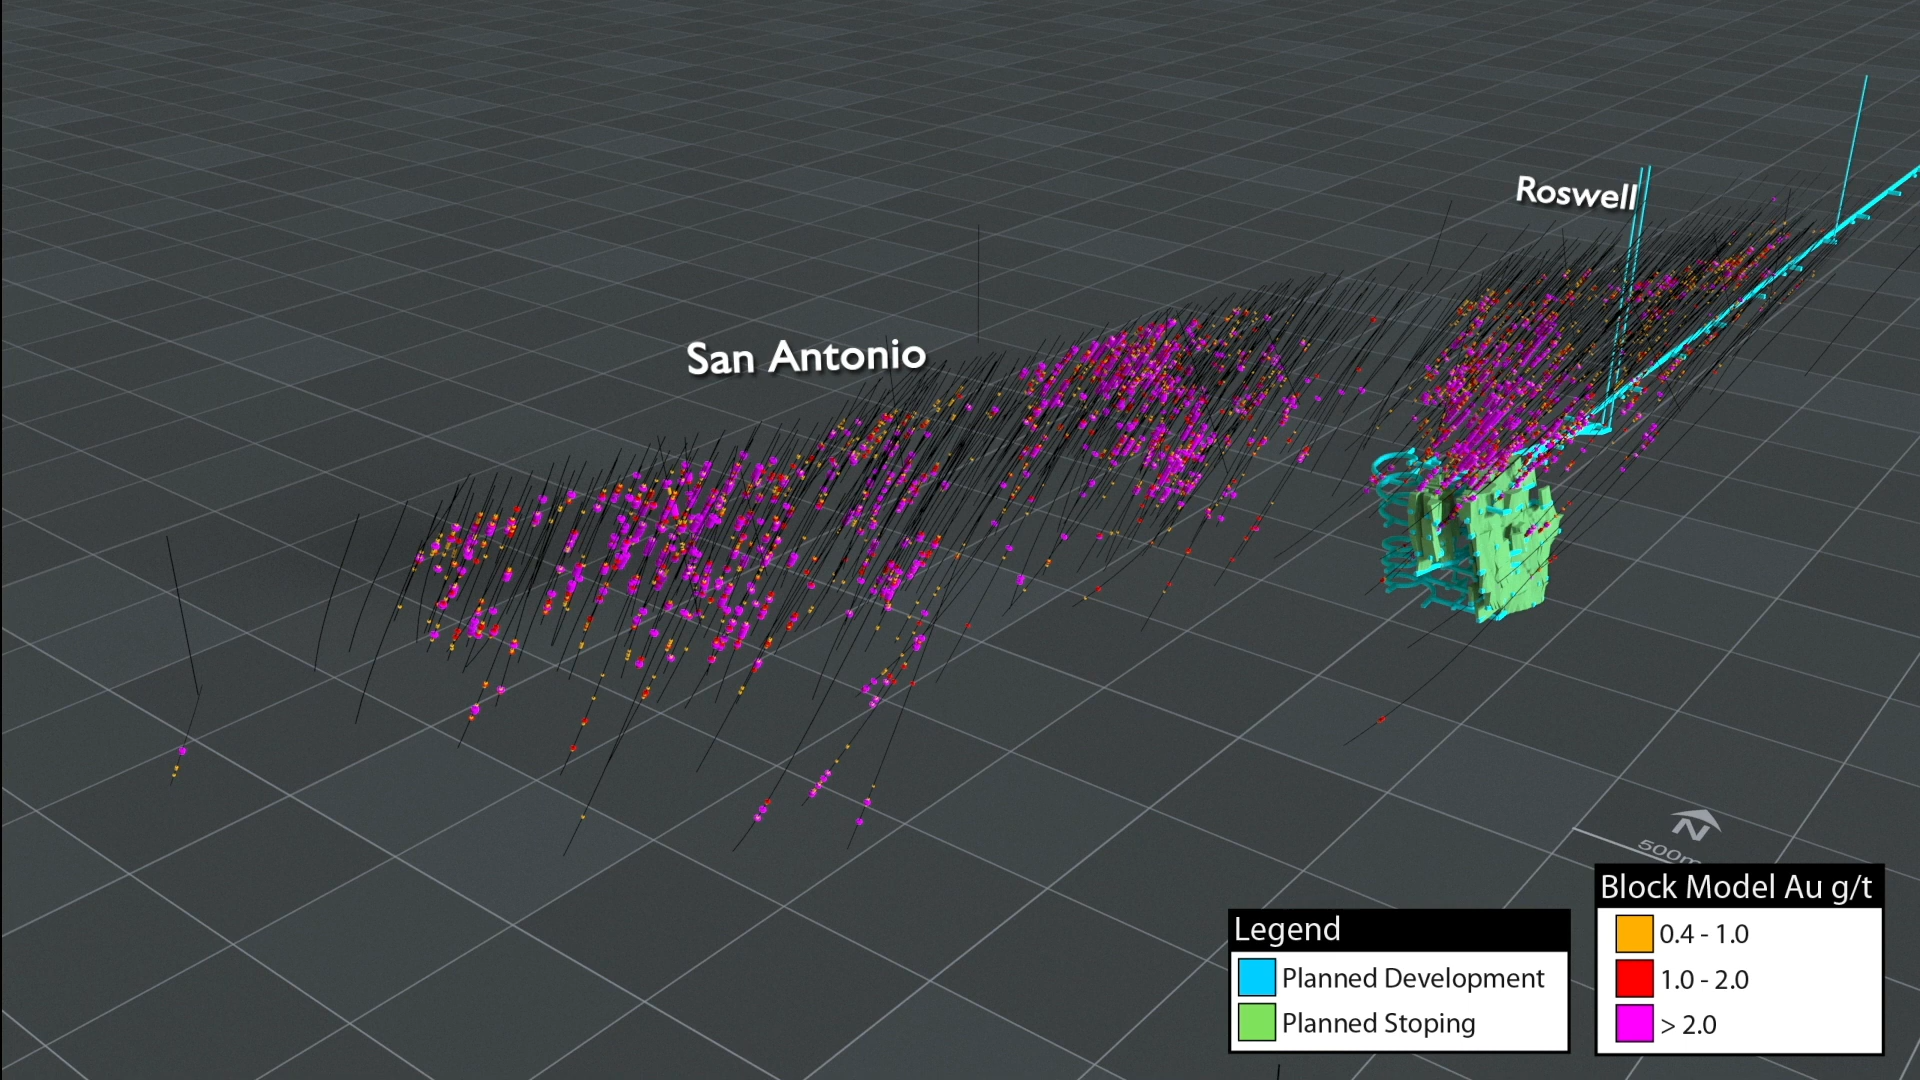 Roswell
San Antonio
N
500m
Legend
Planned Development
Planned Stoping
Block Model Au g/t
0.4 - 1.0
1.0 - 2.0
> 2.0